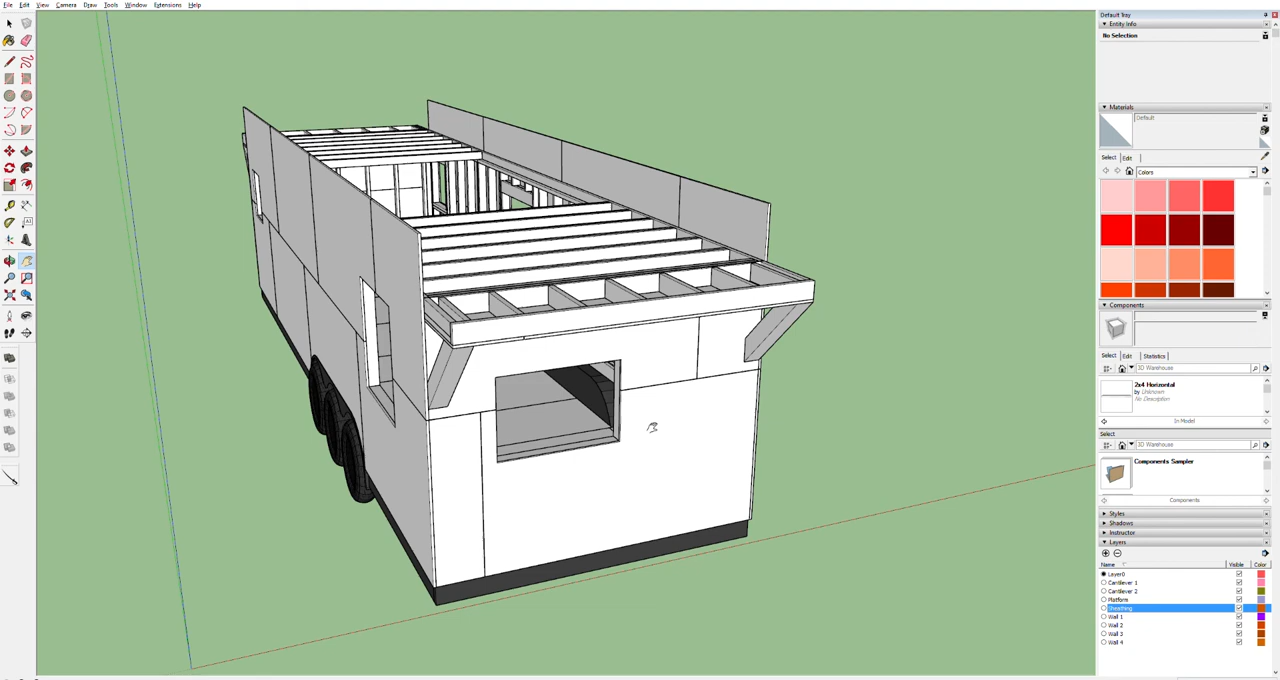 File Edit View Camera Draw Tools Window Extensions Help
Default Tray
Entity Info
No Selection
Materials
Default
Select Edit
Colors
Components
Select Edit Statistics
3D Warehouse
2x4 Horizontal
by Unknown
No Description
In Model
Select
3D Warehouse
Components Sampler
Components
Styles
Shadows
Instructor
Layers
Name Visible Color
Layer0
Cantilever 1
Cantilever 2
Platform
Sheathing
Wall 1
Wall 2
Wall 3
Wall 4